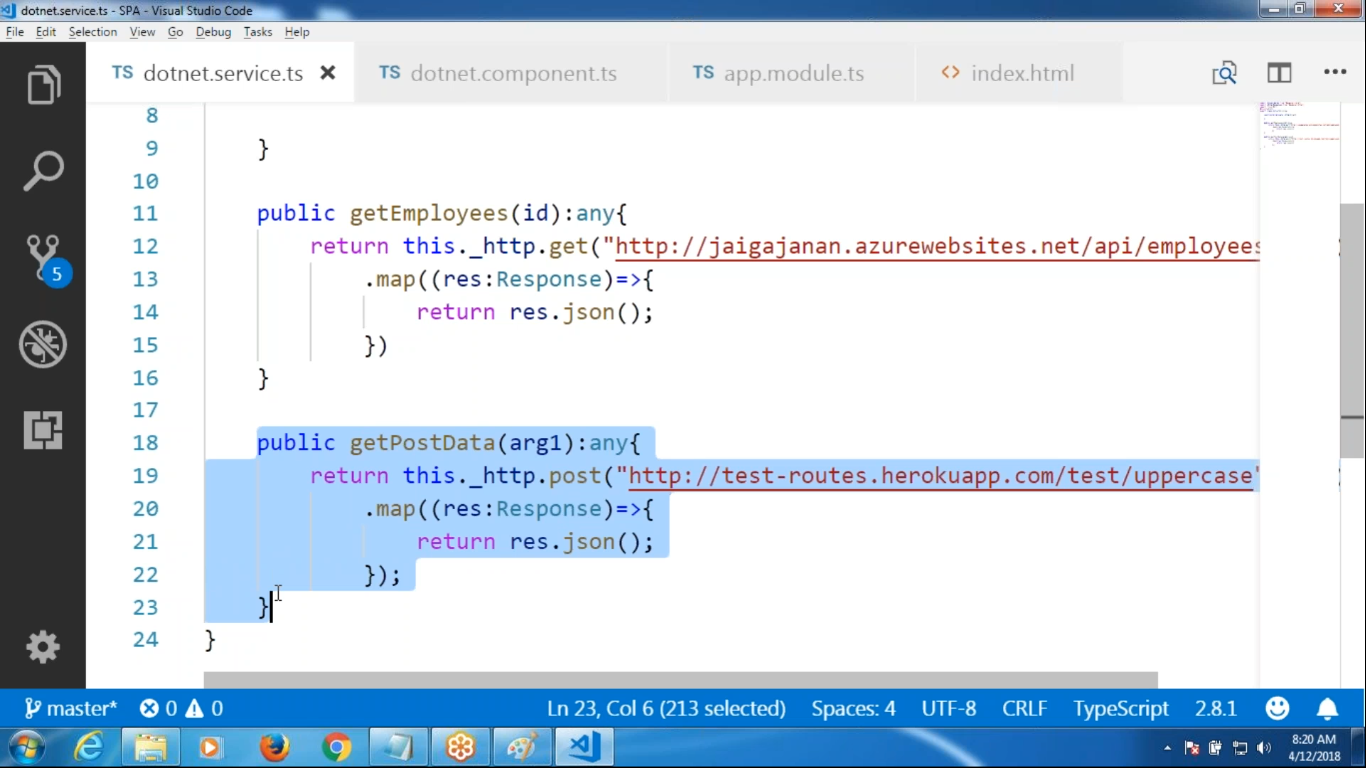 dotnet.service.ts - SPA - Visual Studio Code
File Edit Selection View Go Debug Tasks Help
TS dotnet.service.ts TS dotnet.component.ts TS app.module.ts <> index.html
8
9 }
10
11 public getEmployees(id):any{
12 return this._http.get("http://jaigajanan.azurewebsites.net/api/employees
13 .map((res:Response)=>{
14 return res.json();
15 })
16 }
17
18 public getPostData(arg1):any{
19 return this._http.post("http://test-routes.herokuapp.com/test/uppercase"
20 .map((res:Response)=>{
21 return res.json();
22 });
23 }
24 }
5
master* 0 0 Ln 23, Col 6 (213 selected) Spaces: 4 UTF-8 CRLF TypeScript 2.8.1
8:20 AM
4/12/2018